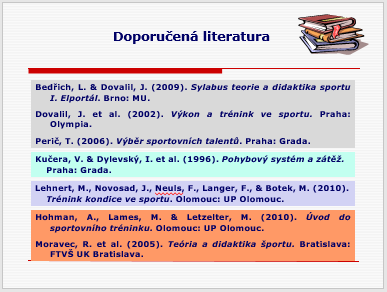 Doporučená literatura
Bedřich, L. & Dovalil, J. (2009). Sylabus teorie a didaktika sportu
I. Elportál. Brno: MU.
Dovalil, J. et al. (2002). Výkon a trénink ve sportu. Praha:
Olympia.
Perič, T. (2006). Výběr sportovních talentů. Praha: Grada.
Kučera, V. & Dylevský, I. et al. (1996). Pohybový systém a zátěž.
Praha: Grada.
Lehnert, M., Novosad, J., Neuls, F., Langer, F., & Botek, M. (2010).
Trénink kondice ve sportu. Olomouc: UP Olomouc.
Hohman, A., Lames, M. & Letzelter, M. (2010). Úvod do
sportovního tréninku. Olomouc: UP Olomouc.
Moravec, R. et al. (2005). Teória a didaktika športu. Bratislava:
FTVŠ UK Bratislava.